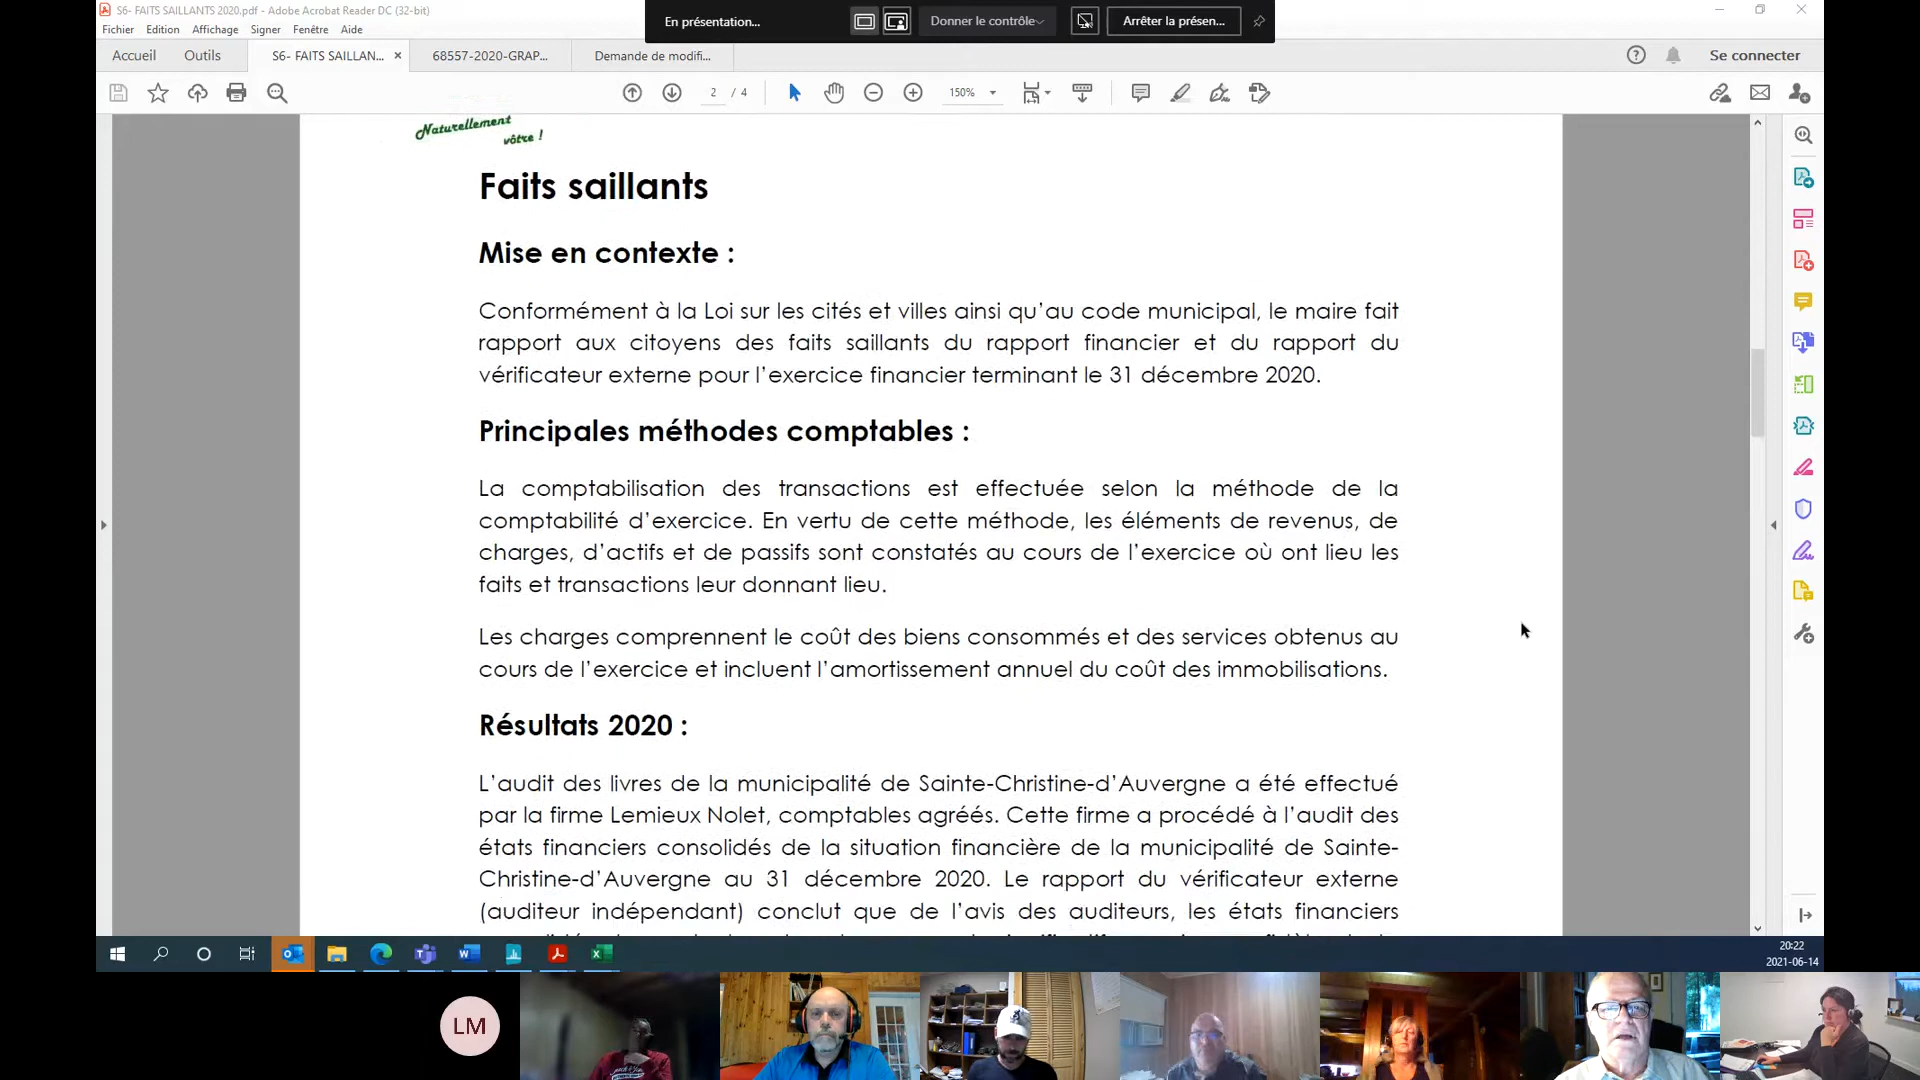 S6- FAITS SAILLANTS 2020.pdf - Adobe Acrobat Reader DC (32-bit)
En présentation...
Donner le contrôle
Arrêter la présen...
Fichier Edition Affichage Signer Fenêtre Aide
Accueil Outils S6- FAITS SAILLAN... × 68557-2020-GRAP... Demande de modifi... Se connecter
2 / 4 150%
Naturellement
vôtre !
Faits saillants
Mise en contexte :
Conformément à la Loi sur les cités et villes ainsi qu'au code municipal, le maire fait
rapport aux citoyens des faits saillants du rapport financier et du rapport du
vérificateur externe pour l'exercice financier terminant le 31 décembre 2020.
Principales méthodes comptables :
La comptabilisation des transactions est effectuée selon la méthode de la
comptabilité d'exercice. En vertu de cette méthode, les éléments de revenus, de
charges, d'actifs et de passifs sont constatés au cours de l'exercice où ont lieu les
faits et transactions leur donnant lieu.
Les charges comprennent le coût des biens consommés et des services obtenus au
cours de l'exercice et incluent l'amortissement annuel du coût des immobilisations.
Résultats 2020 :
L'audit des livres de la municipalité de Sainte-Christine-d'Auvergne a été effectué
par la firme Lemieux Nolet, comptables agréés. Cette firme a procédé à l'audit des
états financiers consolidés de la situation financière de la municipalité de Sainte-
Christine-d'Auvergne au 31 décembre 2020. Le rapport du vérificateur externe
(auditeur indépendant) conclut que de l'avis des auditeurs, les états financiers
20:22
2021-06-14
LM